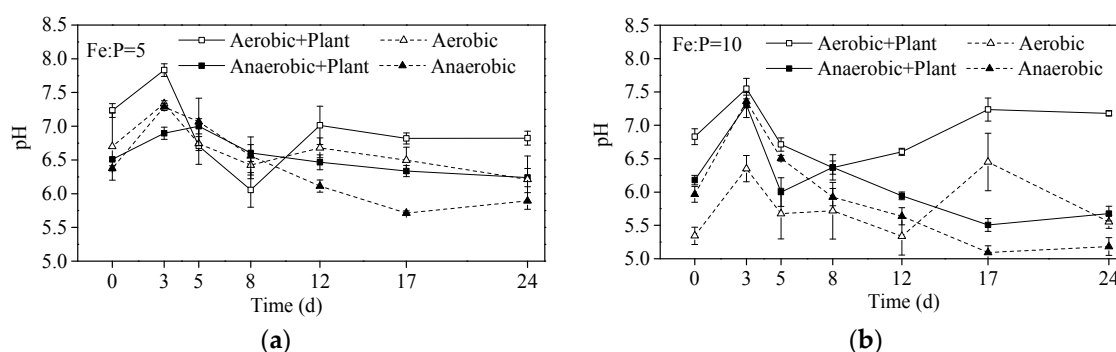 Fe:P=5
Aerobic+Plant
Aerobic
Anaerobic+Plant
Anaerobic
8.5
8.0
7.5
7.0
6.5
6.0
5.5
5.0
pH
0 3 5 8 12 17 24
Time (d)
(a)
Fe:P=10
Aerobic+Plant
Aerobic
Anaerobic+Plant
Anaerobic
8.5
8.0
7.5
7.0
6.5
6.0
5.5
5.0
pH
0 3 5 8 12 17 24
Time (d)
(b)